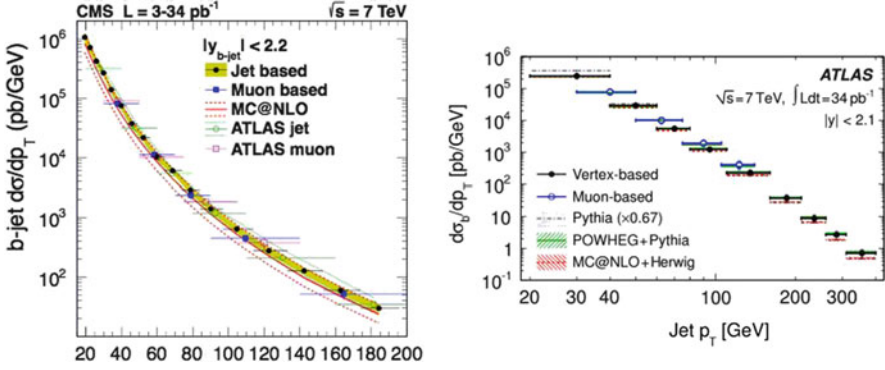 CMS L = 3-34 pb⁻¹ √s = 7 TeV
b-jet dσ/dp_T (pb/GeV)
10⁶
10⁵
10⁴
10³
10²
|y_b-jet| < 2.2
Jet based
Muon based
MC@NLO
ATLAS jet
ATLAS muon
20 40 60 80 100 120 140 160 180 200
dσ_b/dp_T [pb/GeV]
10⁶
10⁵
10⁴
10³
10²
10
1
10⁻¹
ATLAS
√s = 7 TeV, ∫Ldt = 34 pb⁻¹
|y| < 2.1
Vertex-based
Muon-based
Pythia (×0.67)
POWHEG+Pythia
MC@NLO+Herwig
20 30 40 100 200 300
Jet p_T [GeV]